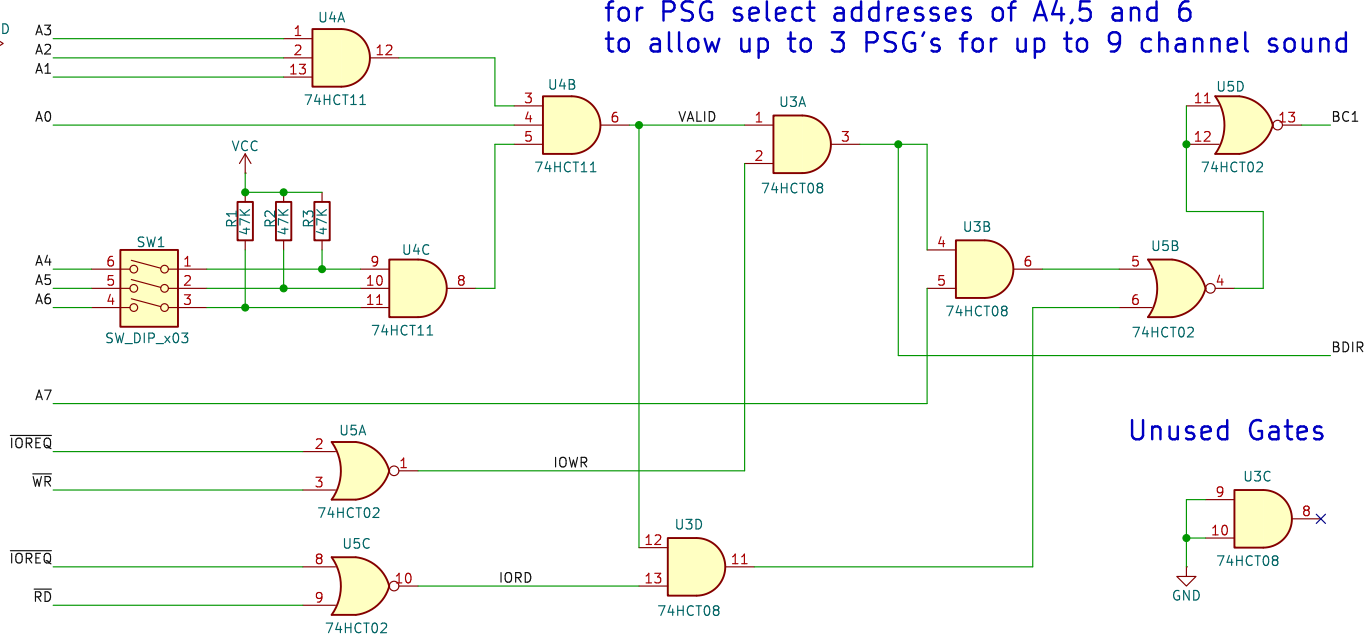 for PSG select addresses of A4,5 and 6
to allow up to 3 PSG's for up to 9 channel sound
D
A3
A2
A1
1
2
13
U4A
12
74HCT11
A0
3
4
5
U4B
6
74HCT11
VALID
1
2
U3A
3
74HCT08
U5D
11
12
13
BC1
74HCT02
VCC
R1
47K
R2
47K
R3
47K
SW1
A4
A5
A6
6
5
4
1
2
3
SW_DIP_x03
9
10
11
U4C
8
74HCT11
4
5
U3B
6
74HCT08
5
6
U5B
4
74HCT02
BDIR
A7
IOREQ
WR
2
3
U5A
1
74HCT02
IOWR
IOREQ
RD
8
9
U5C
10
74HCT02
IORD
12
13
U3D
11
74HCT08
Unused Gates
9
10
U3C
8
74HCT08
GND